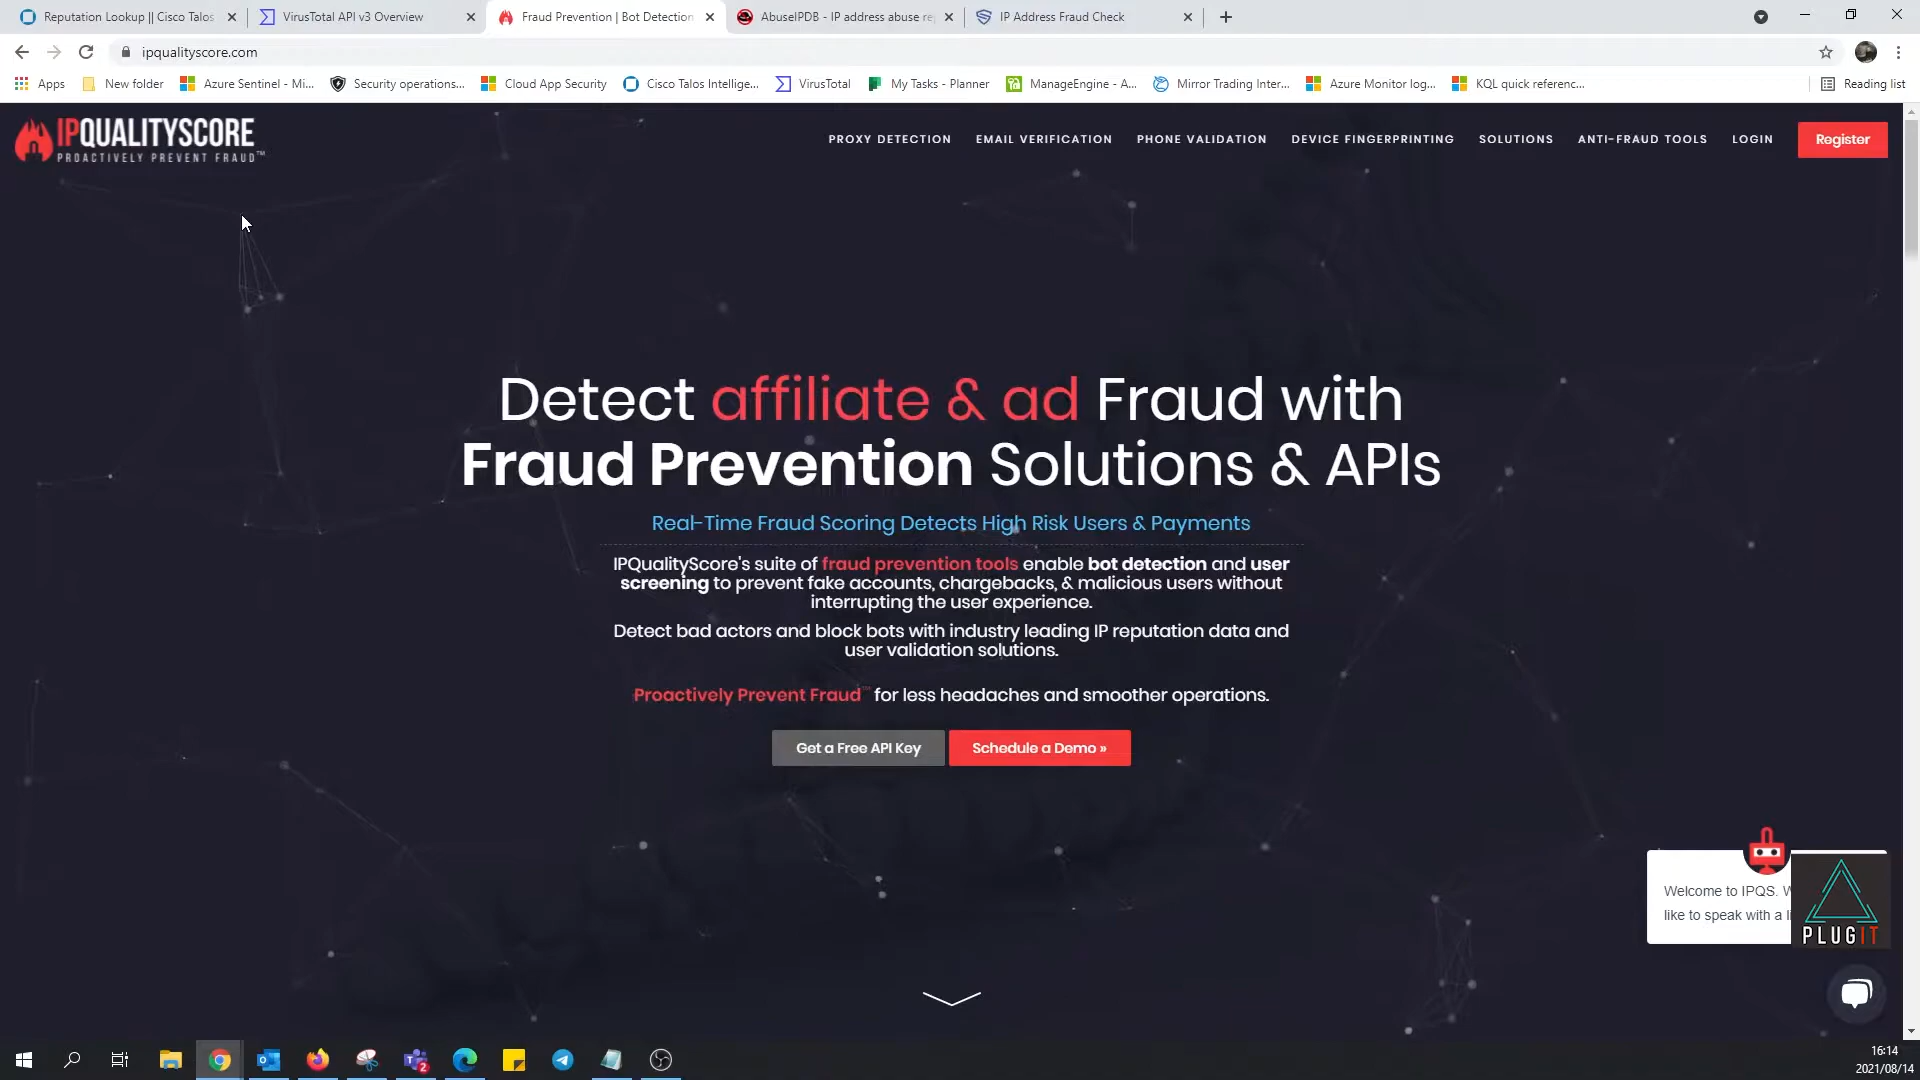 Reputation Lookup || Cisco Talos
VirusTotal API v3 Overview
Fraud Prevention | Bot Detection
AbuseIPDB - IP address abuse re
IP Address Fraud Check
ipqualityscore.com
Apps
New folder
Azure Sentinel - Mi...
Security operations...
Cloud App Security
Cisco Talos Intellige...
VirusTotal
My Tasks - Planner
ManageEngine - A...
Mirror Trading Inter...
Azure Monitor log...
KQL quick referenc...
Reading list
IPQUALITYSCORE
PROACTIVELY PREVENT FRAUD™
PROXY DETECTION
EMAIL VERIFICATION
PHONE VALIDATION
DEVICE FINGERPRINTING
SOLUTIONS
ANTI-FRAUD TOOLS
LOGIN
Register
Detect affiliate & ad Fraud with
Fraud Prevention Solutions & APIs
Real-Time Fraud Scoring Detects High Risk Users & Payments
IPQualityScore's suite of fraud prevention tools enable bot detection and user
screening to prevent fake accounts, chargebacks, & malicious users without
interrupting the user experience.
Detect bad actors and block bots with industry leading IP reputation data and
user validation solutions.
Proactively Prevent Fraud™ for less headaches and smoother operations.
Get a Free API Key
Schedule a Demo »
Welcome to IPQS. W
like to speak with a li
PLUGIT
2
16:14
2021/08/14